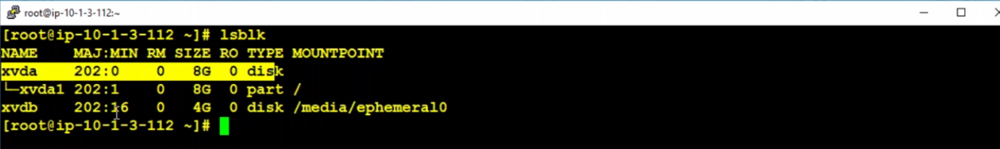 root@ip-10-1-3-112:~
[root@ip-10-1-3-112 ~]# lsblk
NAME    MAJ:MIN RM SIZE RO TYPE MOUNTPOINT
xvda    202:0    0   8G  0 disk
└─xvda1 202:1    0   8G  0 part /
xvdb    202:16   0   4G  0 disk /media/ephemeral0
[root@ip-10-1-3-112 ~]#